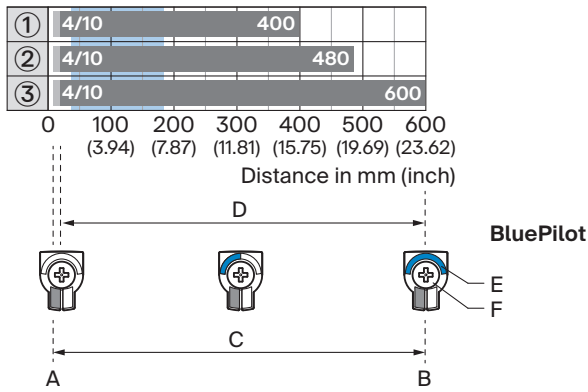 1 4/10 400
2 4/10 480
3 4/10 600
0 100 200 300 400 500 600
(3.94) (7.87) (11.81) (15.75) (19.69) (23.62)
Distance in mm (inch)
D
BluePilot
E
F
C
A B